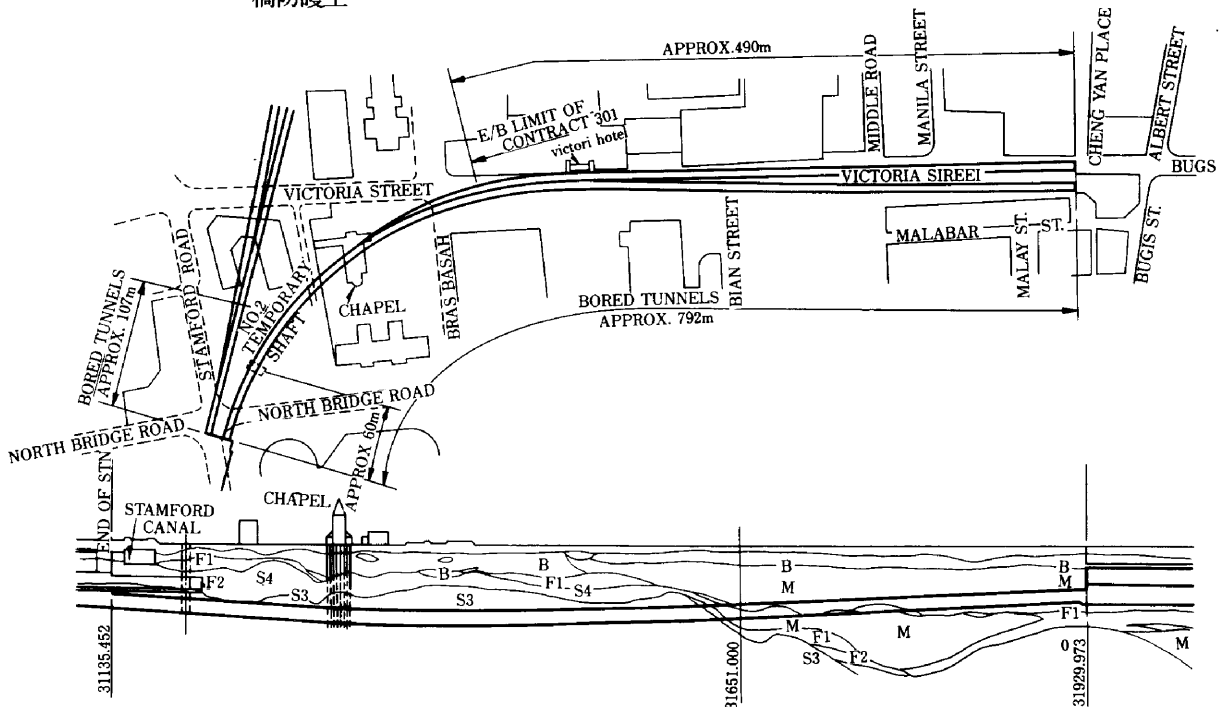 橋防護工
APPROX.490m
MIDDLE ROAD
MANILA STREET
CHENG YAN PLACE
ALBERT STREET
E/B LIMIT OF
CONTRACT 301
victori hotel
BUGS
VICTORIA STREET
VICTORIA SIREEI
STAMFORD ROAD
BRAS BASAH
BIAN STREET
MALABAR ST.
MALAY ST.
BUGIS ST.
BORED TUNNELS
APPROX. 107m
NO.2
TEMPORARY
SHAFT
CHAPEL
BORED TUNNELS
APPROX. 792m
NORTH BRIDGE ROAD
NORTH BRIDGE ROAD
APPROX 60m
END OF STN
STAMFORD
CANAL
CHAPEL
F1
B
B
B
F2
S4
B
F1
S4
M
M
S3
S3
F1
M
F1
M
S3
F2
0
M
31135.452
31651.000
31929.973